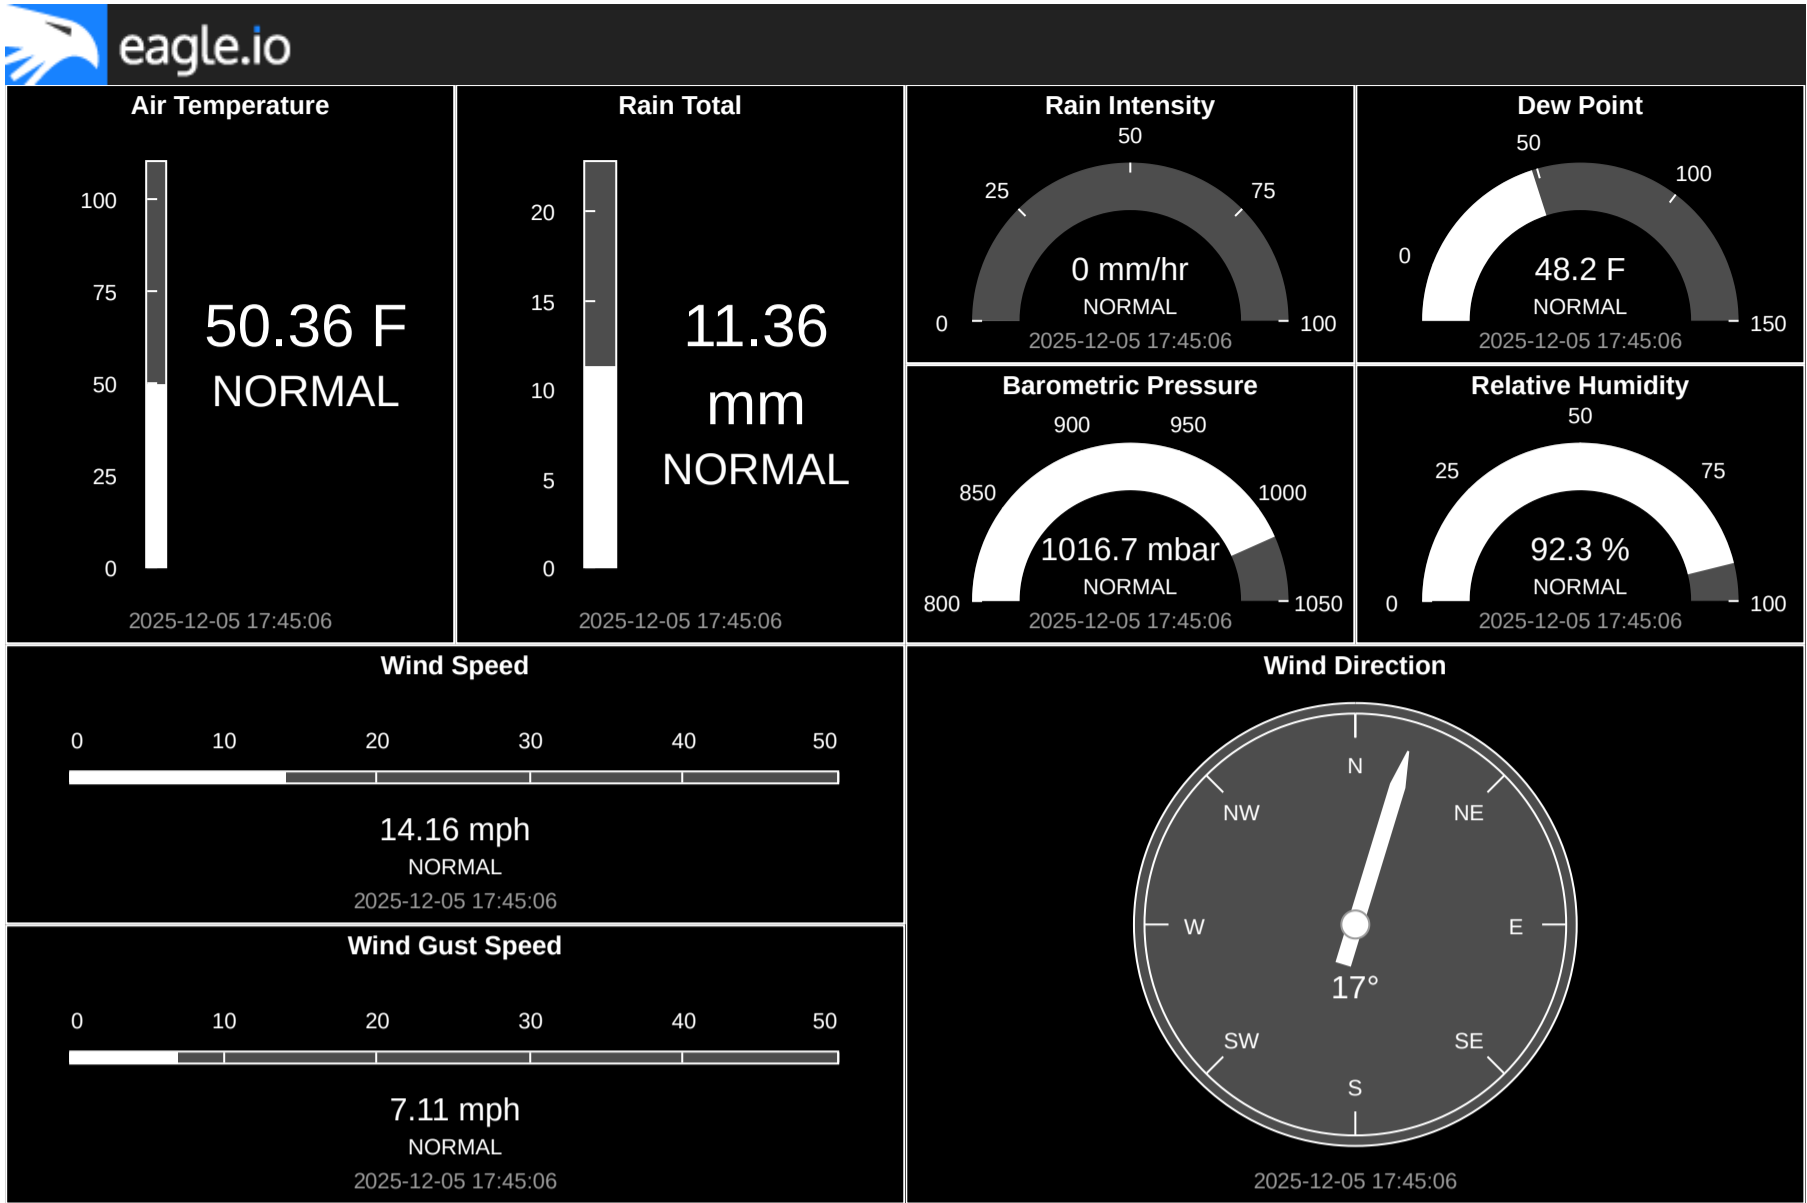 eagle.io
Air Temperature
100
75
50
25
0
50.36 F
NORMAL
2025-12-05 17:45:06
Rain Total
20
15
10
5
0
11.36
mm
NORMAL
2025-12-05 17:45:06
Rain Intensity
50
25
75
0
100
0 mm/hr
NORMAL
2025-12-05 17:45:06
Dew Point
50
100
0
150
48.2 F
NORMAL
2025-12-05 17:45:06
Barometric Pressure
900
950
850
1000
800
1050
1016.7 mbar
NORMAL
2025-12-05 17:45:06
Relative Humidity
50
25
75
0
100
92.3 %
NORMAL
2025-12-05 17:45:06
Wind Speed
0 10 20 30 40 50
14.16 mph
NORMAL
2025-12-05 17:45:06
Wind Gust Speed
0 10 20 30 40 50
7.11 mph
NORMAL
2025-12-05 17:45:06
Wind Direction
N
NW
NE
W
E
17°
SW
SE
S
2025-12-05 17:45:06